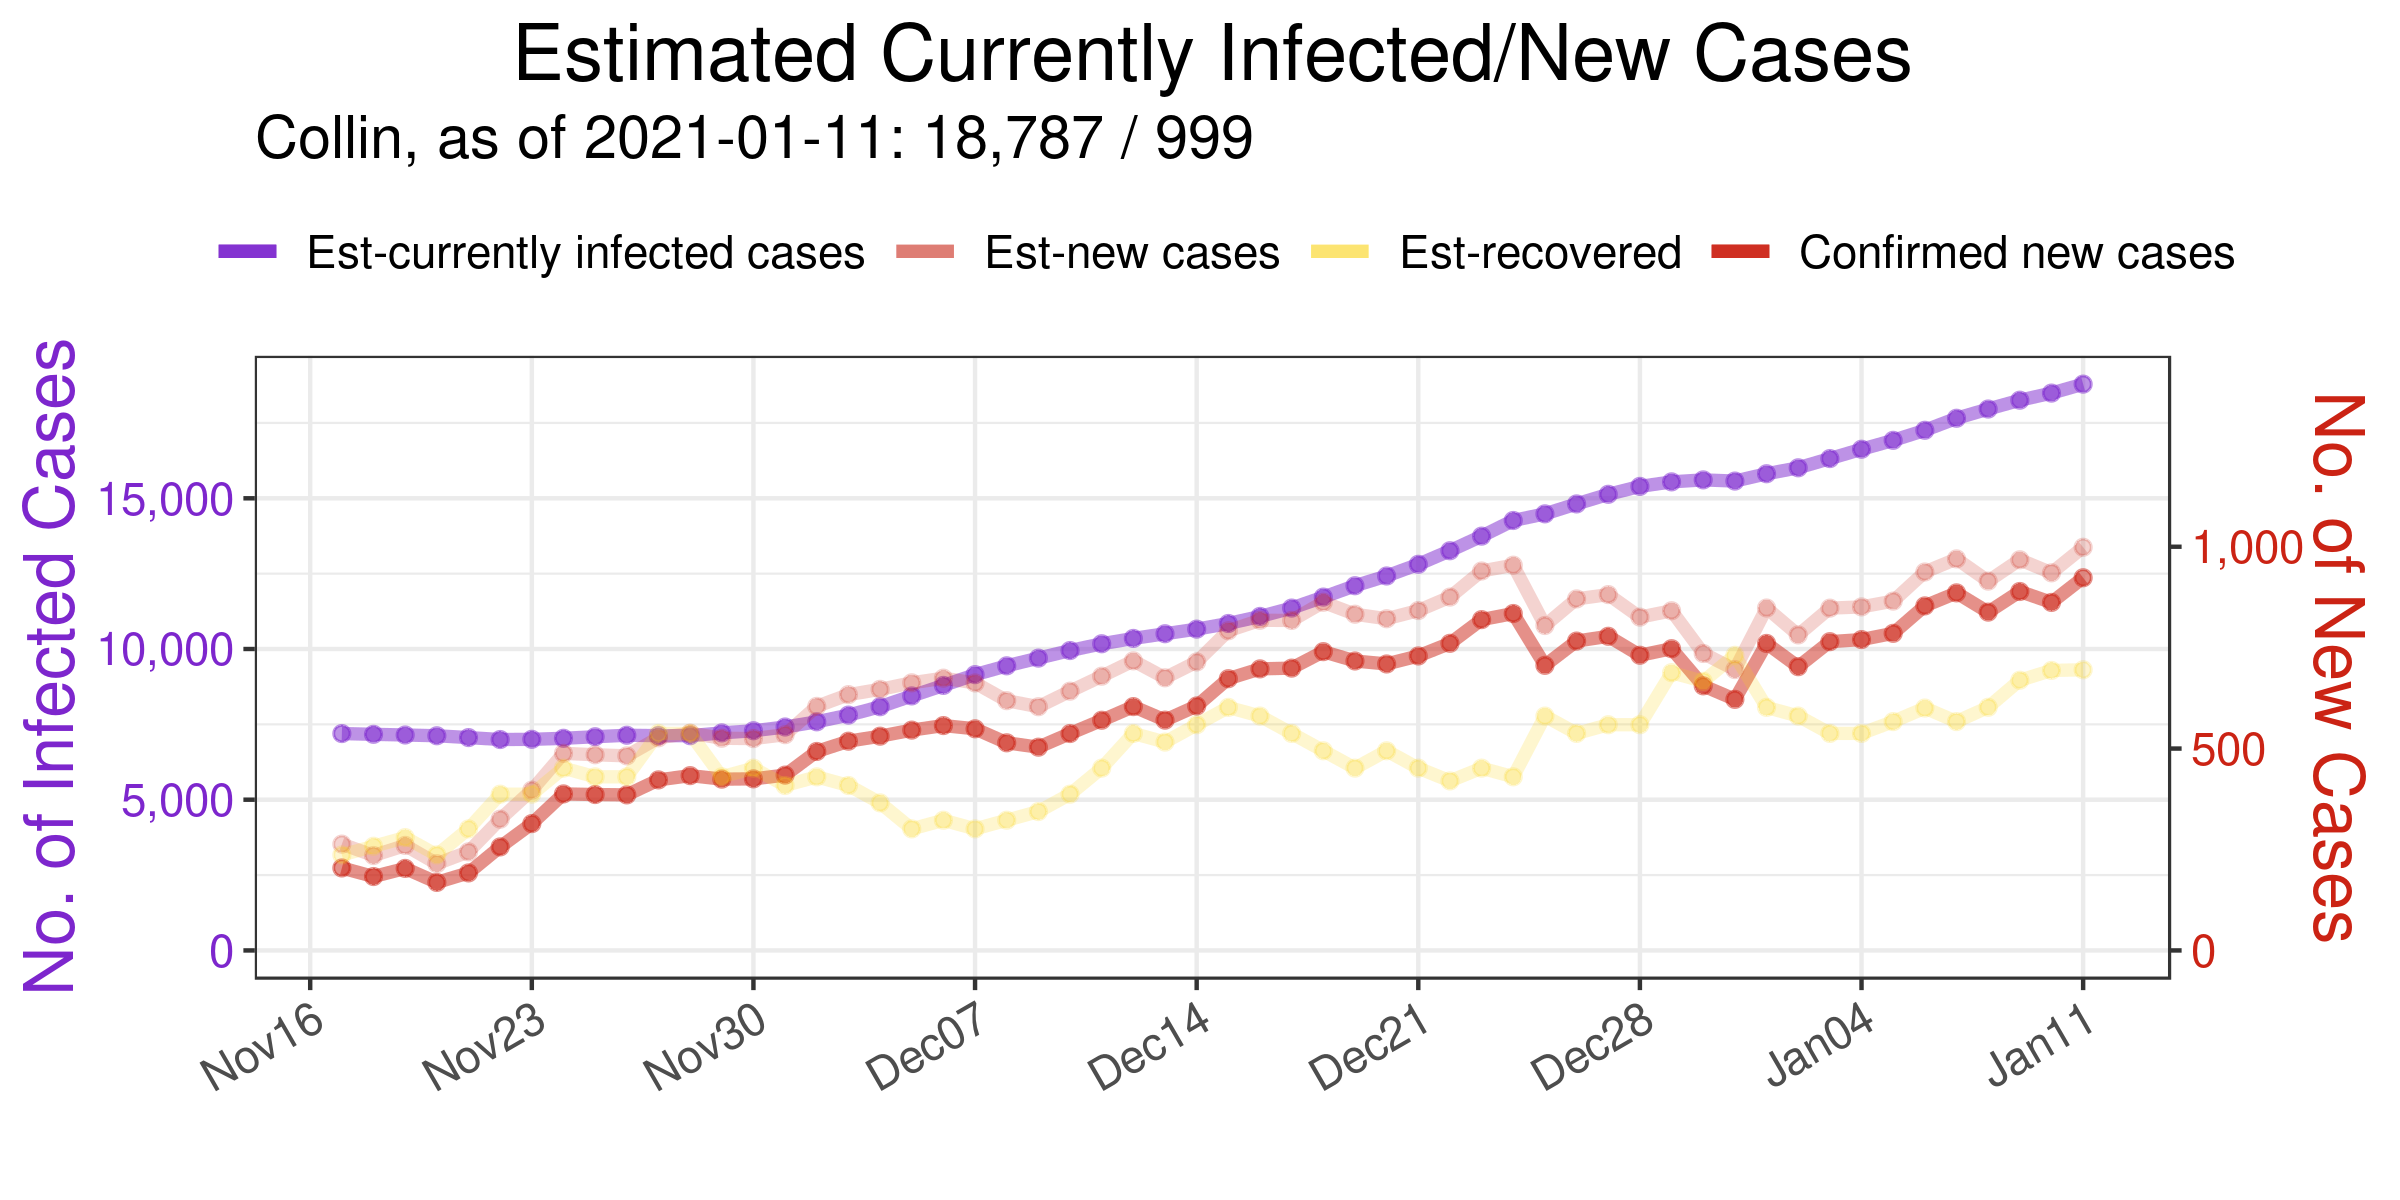 Estimated Currently Infected/New Cases
Collin, as of 2021-01-11: 18,787 / 999
Est-currently infected cases Est-new cases Est-recovered Confirmed new cases
No. of Infected Cases
15,000
10,000
5,000
0
1,000
500
0
No. of New Cases
Nov16 Nov23 Nov30 Dec07 Dec14 Dec21 Dec28 Jan04 Jan11